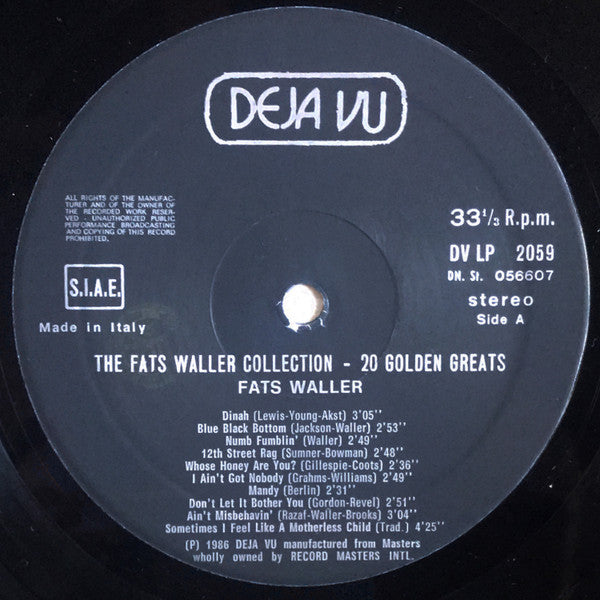 DEJA VU
ALL RIGHTS OF THE MANUFAC-
TURER AND OF THE OWNER OF
THE RECORDED WORK RESER-
VED - UNAUTHORIZED PUBLIC
PERFORMANCE BROADCASTING
AND COPYING OF THIS RECORD
PROHIBITED.
S.I.A.E.
Made in Italy
33 1/3 R.p.m.
DV LP 2059
DN. St. 056607
stereo
Side A
THE FATS WALLER COLLECTION - 20 GOLDEN GREATS
FATS WALLER
Dinah (Lewis-Young-Akst) 3'05''
Blue Black Bottom (Jackson-Waller) 2'53''
Numb Fumblin' (Waller) 2'49''
12th Street Rag (Sumner-Bowman) 2'48''
Whose Honey Are You? (Gillespie-Coots) 2'36''
I Ain't Got Nobody (Grahms-Williams) 2'49''
Mandy (Berlin) 2'31''
Don't Let It Bother You (Gordon-Revel) 2'51''
Ain't Misbehavin' (Razaf-Waller-Brooks) 3'04''
Sometimes I Feel Like A Motherless Child (Trad.) 4'25''
(P) 1986 DEJA VU manufactured from Masters
wholly owned by RECORD MASTERS INTL.